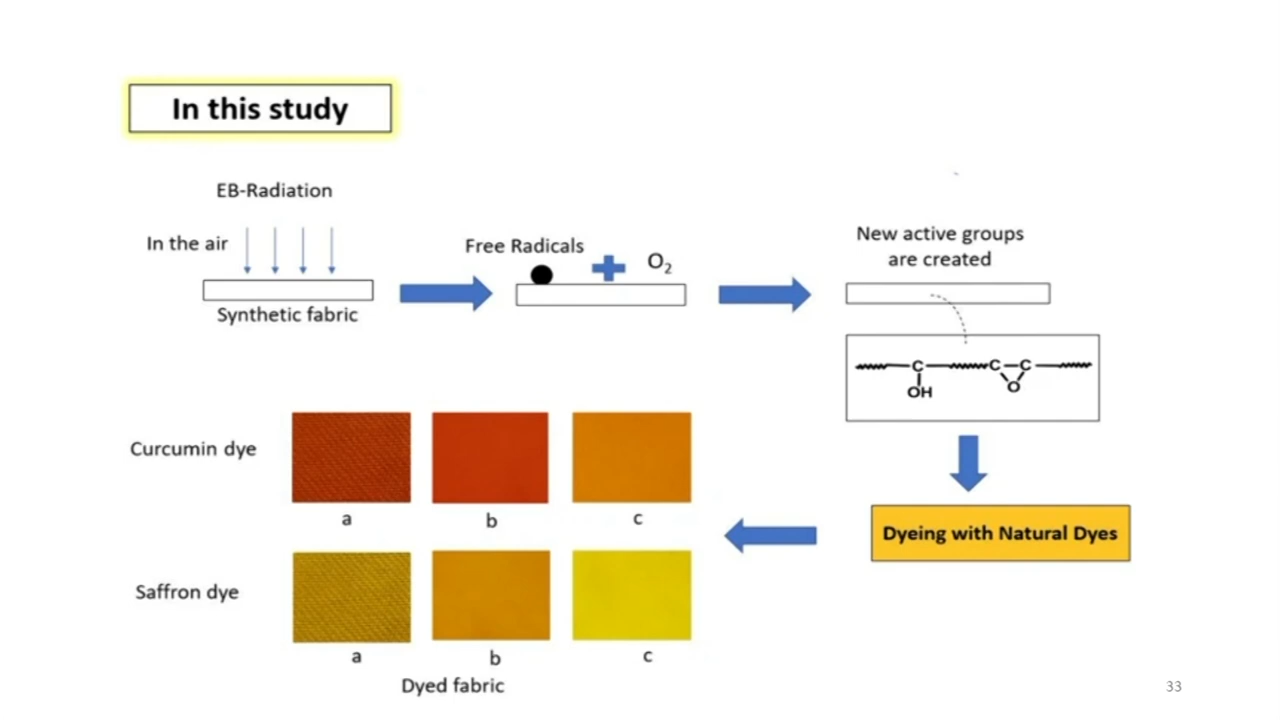 In this study
EB-Radiation
In the air
Synthetic fabric
Free Radicals
O₂
New active groups
are created
C
C
C
OH
O
Dyeing with Natural Dyes
Curcumin dye
a
b
c
Saffron dye
a
b
c
Dyed fabric
33